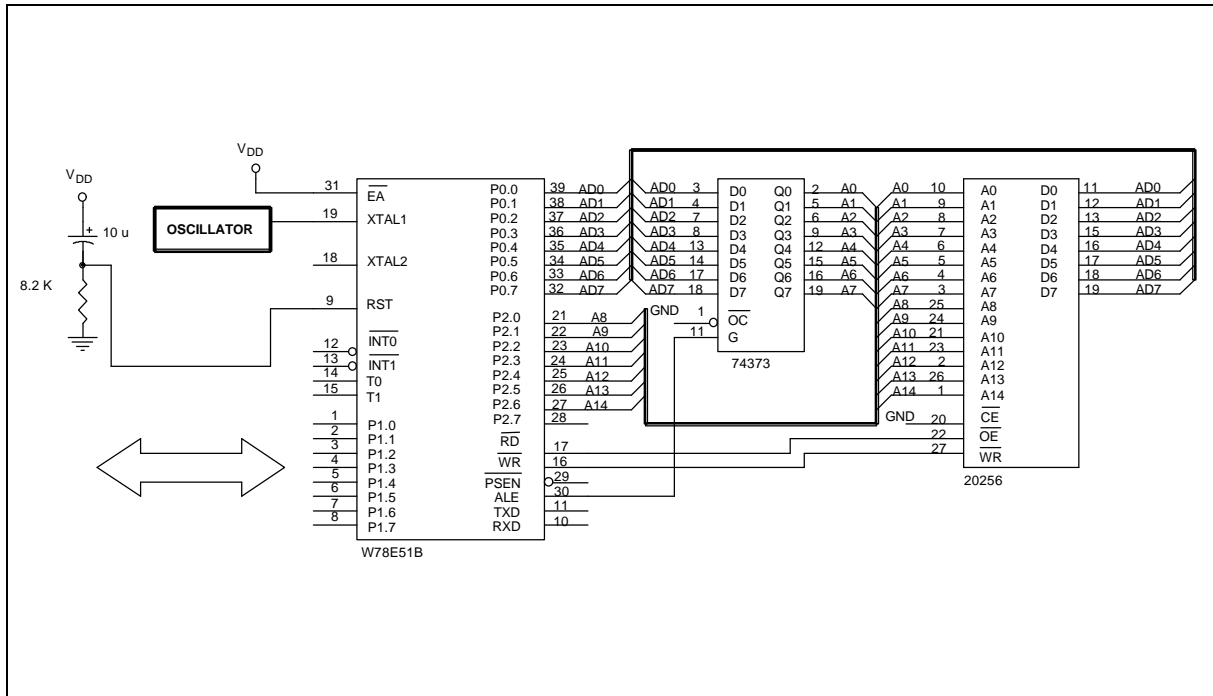 VDD
10 u
8.2 K
VDD
OSCILLATOR
31 EA
19 XTAL1
18 XTAL2
9 RST
12 INT0
13 INT1
14 T0
15 T1
1 P1.0
2 P1.1
3 P1.2
4 P1.3
5 P1.4
6 P1.5
7 P1.6
8 P1.7
P0.0 39 AD0
P0.1 38 AD1
P0.2 37 AD2
P0.3 36 AD3
P0.4 35 AD4
P0.5 34 AD5
P0.6 33 AD6
P0.7 32 AD7
P2.0 21 A8
P2.1 22 A9
P2.2 23 A10
P2.3 24 A11
P2.4 25 A12
P2.5 26 A13
P2.6 27 A14
P2.7 28
RD 17
WR 16
PSEN 29
ALE 30
TXD 11
RXD 10
W78E51B
AD0 3 D0 Q0 2 A0
AD1 4 D1 Q1 5 A1
AD2 7 D2 Q2 6 A2
AD3 8 D3 Q3 9 A3
AD4 13 D4 Q4 12 A4
AD5 14 D5 Q5 15 A5
AD6 17 D6 Q6 16 A6
AD7 18 D7 Q7 19 A7
GND 1 OC
11 G
74373
A0 10 A0 D0 11 AD0
A1 9 A1 D1 12 AD1
A2 8 A2 D2 13 AD2
A3 7 A3 D3 15 AD3
A4 6 A4 D4 16 AD4
A5 5 A5 D5 17 AD5
A6 4 A6 D6 18 AD6
A7 3 A7 D7 19 AD7
A8 25 A8
A9 24 A9
A10 21 A10
A11 23 A11
A12 2 A12
A13 26 A13
A14 1 A14
GND 20 CE
22 OE
27 WR
20256